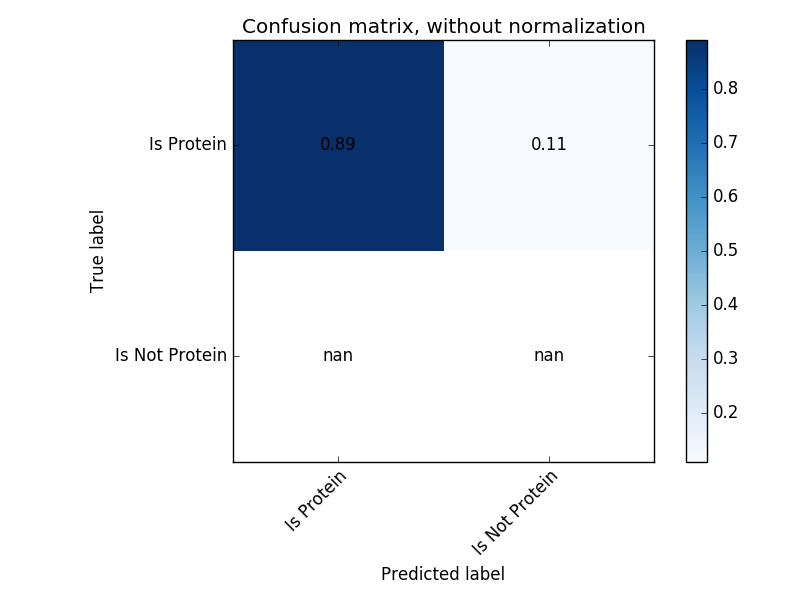 Confusion matrix, without normalization
Is Protein
0.89
0.11
Is Not Protein
nan
nan
True label
Is Protein
Is Not Protein
Predicted label
0.8
0.7
0.6
0.5
0.4
0.3
0.2